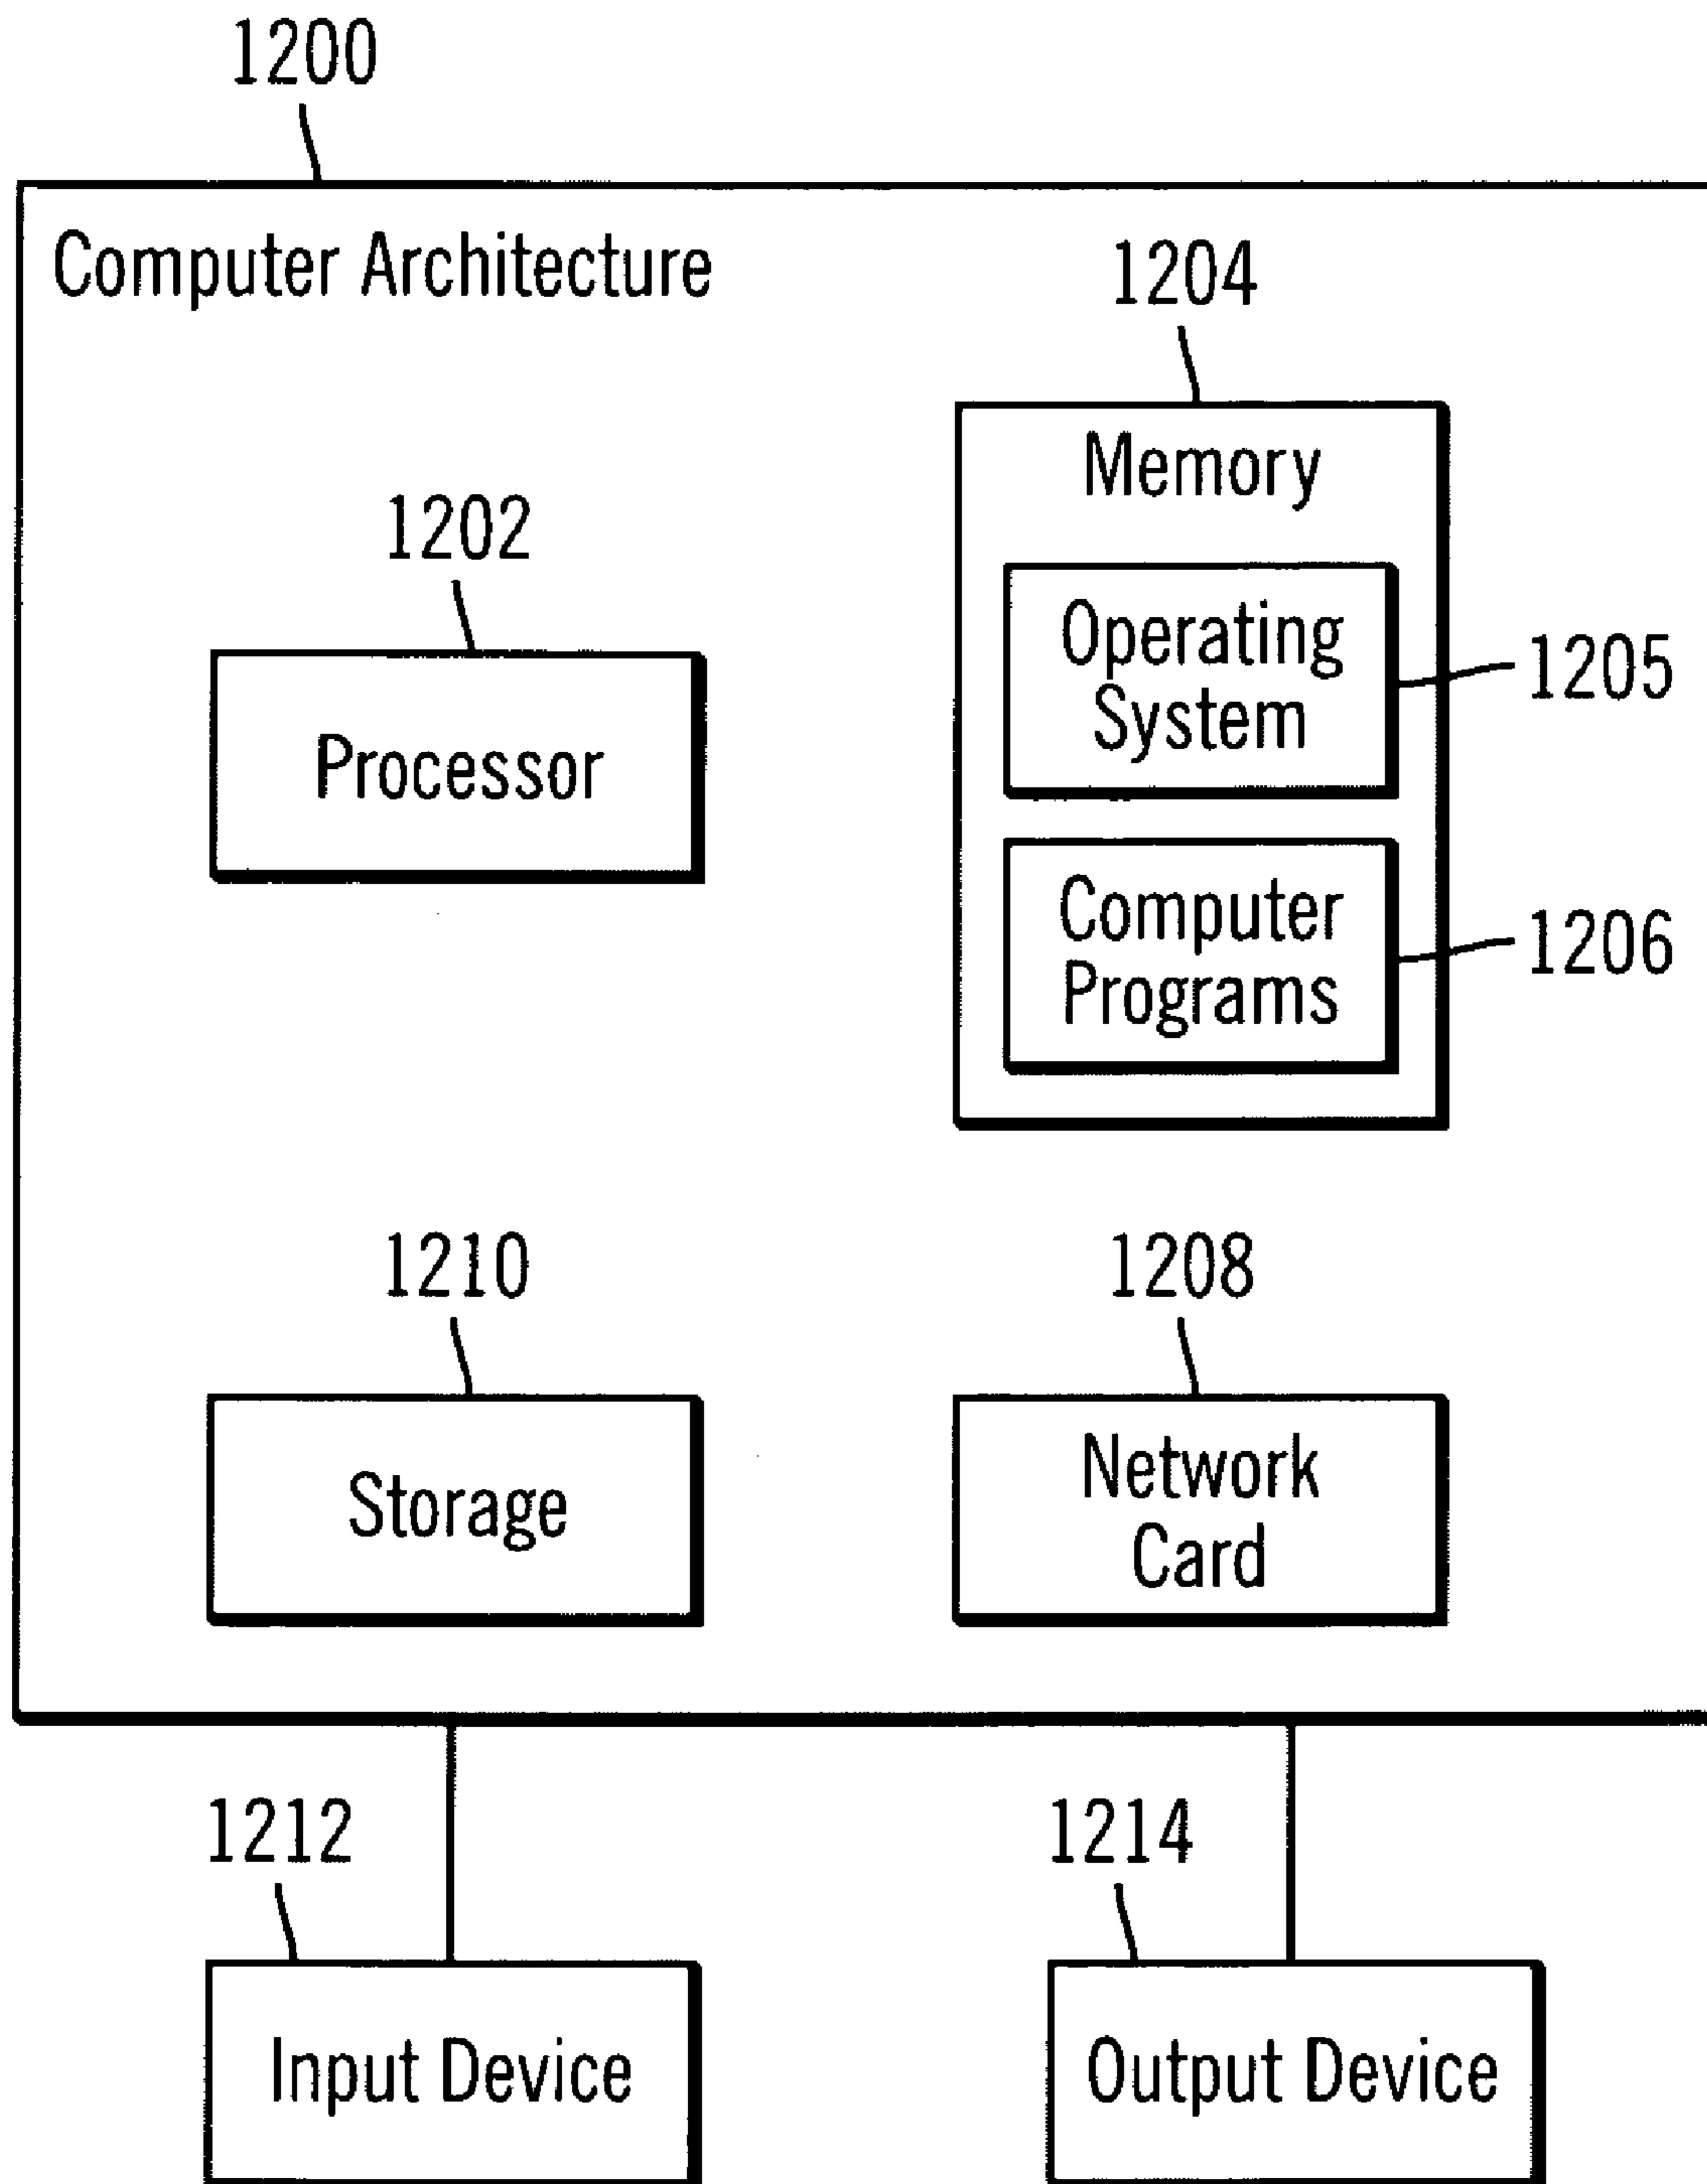 1200
Computer Architecture
1204
Memory
1202
Operating
System
1205
Processor
Computer
Programs
1206
1210
1208
Storage
Network
Card
1212
1214
Input Device
Output Device